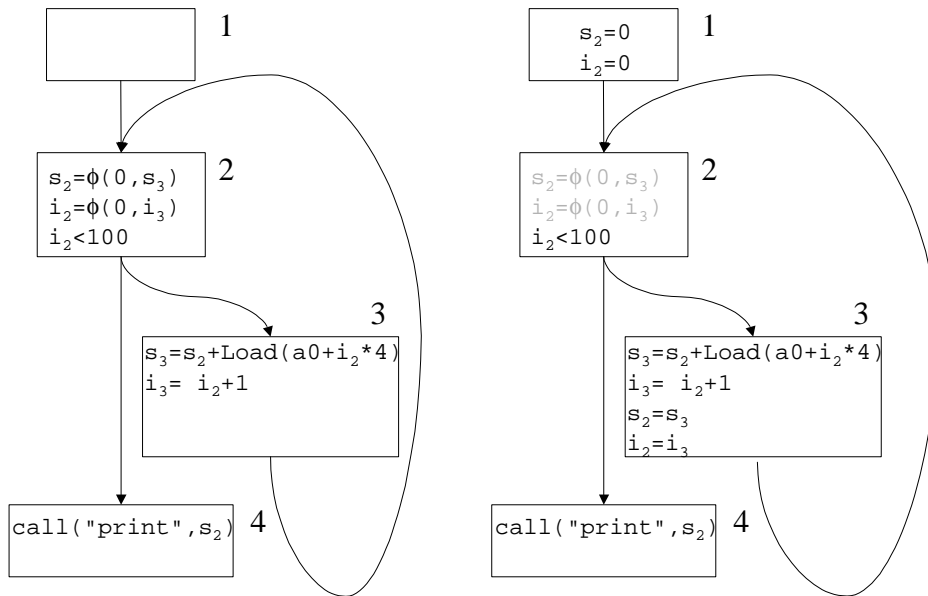 1
2
s₂=ϕ(0,s₃)
i₂=ϕ(0,i₃)
i₂<100
3
s₃=s₂+Load(a0+i₂*4)
i₃= i₂+1
4
call("print",s₂)
1
s₂=0
i₂=0
2
s₂=ϕ(0,s₃)
i₂=ϕ(0,i₃)
i₂<100
3
s₃=s₂+Load(a0+i₂*4)
i₃= i₂+1
s₂=s₃
i₂=i₃
4
call("print",s₂)